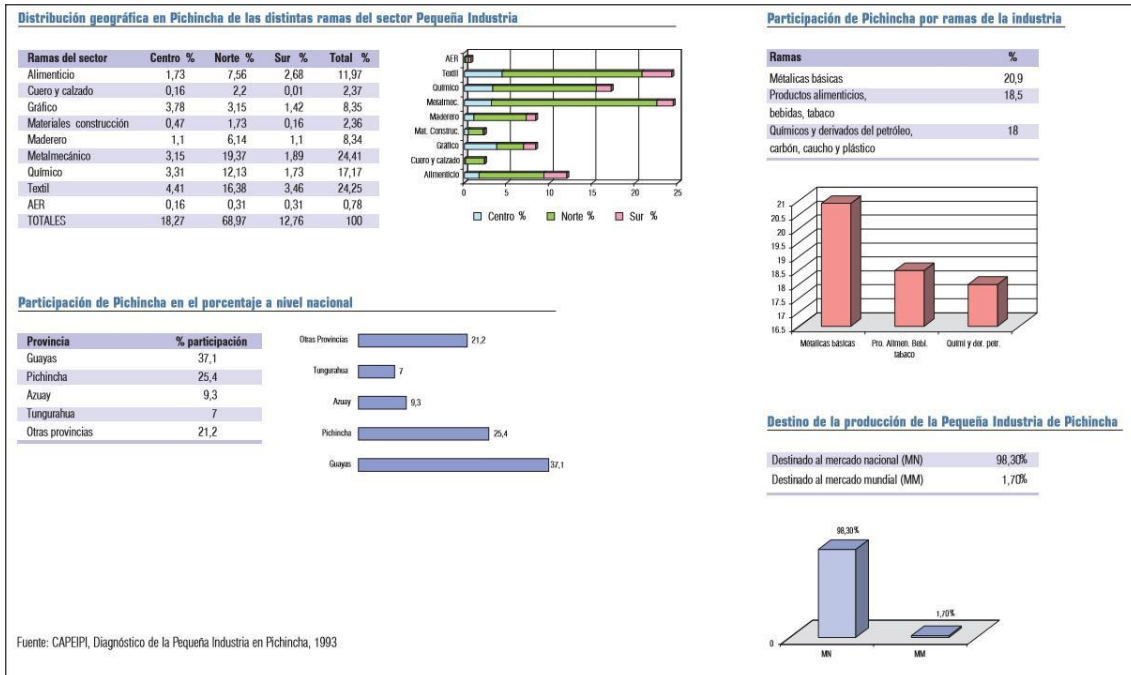 Distribución geográfica en Pichincha de las distintas ramas del sector Pequeña Industria
Ramas del sector Centro % Norte % Sur % Total %
Alimenticio 1,73 7,56 2,68 11,97
Cuero y calzado 0,16 2,2 0,01 2,37
Gráfico 3,78 3,15 1,42 8,35
Materiales construcción 0,47 1,73 0,16 2,36
Maderero 1,1 6,14 1,1 8,34
Metalmecánico 3,15 19,37 1,89 24,41
Químico 3,31 12,13 1,73 17,17
Textil 4,41 16,38 3,46 24,25
AER 0,16 0,31 0,31 0,78
TOTALES 18,27 68,97 12,76 100
AER
Textil
Químico
Metalmec.
Maderero
Mat. Construc.
Gráfico
Cuero y calzado
Alimenticio
0 5 10 15 20 25
Centro % Norte % Sur %
Participación de Pichincha por ramas de la industria
Ramas %
Métalicas básicas 20,9
Productos alimenticios, 18,5
bebidas, tabaco
Químicos y derivados del petróleo, 18
carbón, caucho y plástico
21
20.5
20
19.5
19
18.5
18
17.5
17
16.5
Métalicas básicas Pro. Alimen. Bebi. Quimi y der. petr.
tabaco
Participación de Pichincha en el porcentaje a nivel nacional
Provincia % participación
Guayas 37,1
Pichincha 25,4
Azuay 9,3
Tungurahua 7
Otras provincias 21,2
Otras Provincias 21,2
Tungurahua 7
Azuay 9,3
Pichincha 25,4
Guayas 37,1
Destino de la producción de la Pequeña Industria de Pichincha
Destinado al mercado nacional (MN) 98,30%
Destinado al mercado mundial (MM) 1,70%
98,30%
1,70%
0
MN MM
Fuente: CAPEIPI, Diagnóstico de la Pequeña Industria en Pichincha, 1993